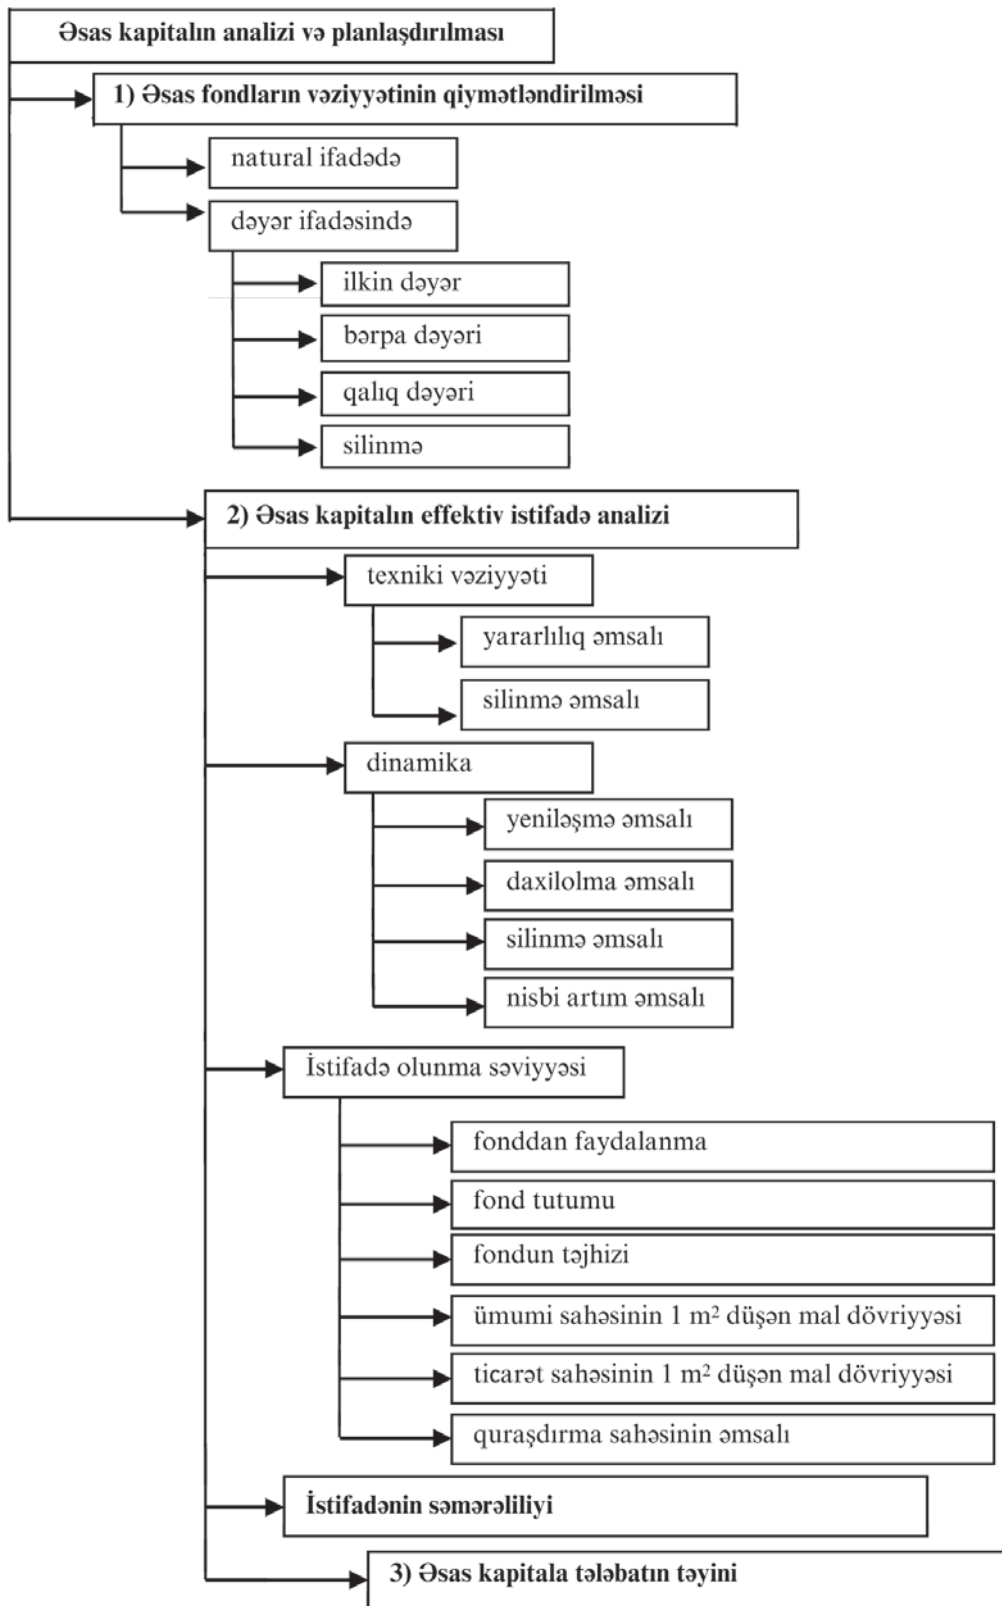 Əsas kapitalın analizi və planlaşdırılması
1) Əsas fondların vəziyyətinin qiymətləndirilməsi
natural ifadədə
dəyər ifadəsində
ilkin dəyər
bərpa dəyəri
qalıq dəyəri
silinmə
2) Əsas kapitalın effektiv istifadə analizi
texniki vəziyyəti
yararlılıq əmsalı
silinmə əmsalı
dinamika
yeniləşmə əmsalı
daxilolma əmsalı
silinmə əmsalı
nisbi artım əmsalı
İstifadə olunma səviyyəsi
fonddan faydalanma
fond tutumu
fondun təjhizi
ümumi sahəsinin 1 m² düşən mal dövriyyəsi
ticarət sahəsinin 1 m² düşən mal dövriyyəsi
quraşdırma sahəsinin əmsalı
İstifadənin səmərəliliyi
3) Əsas kapitala tələbatın təyini